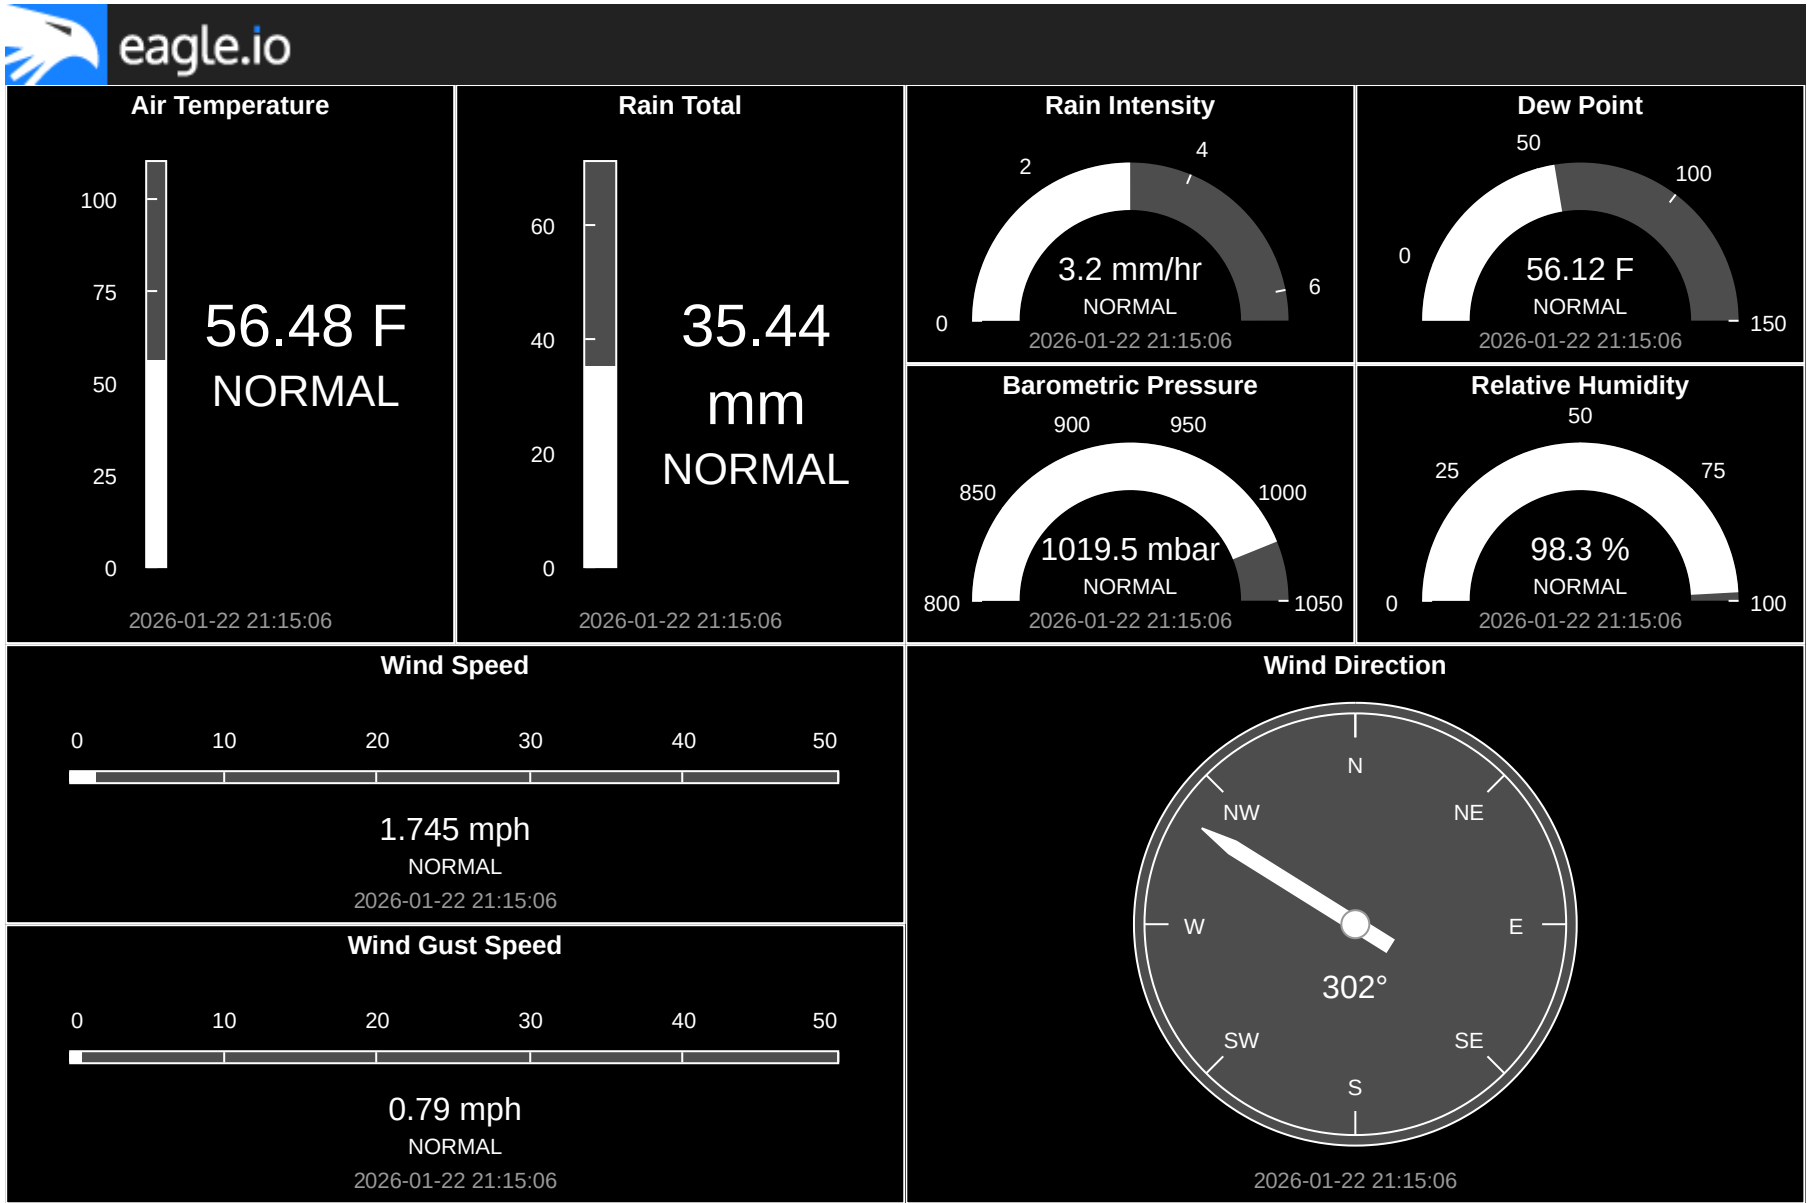 eagle.io
Air Temperature
100
75
50
25
0
56.48 F
NORMAL
2026-01-22 21:15:06
Rain Total
60
40
20
0
35.44
mm
NORMAL
2026-01-22 21:15:06
Rain Intensity
0
2
4
6
3.2 mm/hr
NORMAL
2026-01-22 21:15:06
Dew Point
0
50
100
150
56.12 F
NORMAL
2026-01-22 21:15:06
Barometric Pressure
800
850
900
950
1000
1050
1019.5 mbar
NORMAL
2026-01-22 21:15:06
Relative Humidity
0
25
50
75
100
98.3 %
NORMAL
2026-01-22 21:15:06
Wind Speed
0 10 20 30 40 50
1.745 mph
NORMAL
2026-01-22 21:15:06
Wind Gust Speed
0 10 20 30 40 50
0.79 mph
NORMAL
2026-01-22 21:15:06
Wind Direction
N
NW NE
W E
302°
SW SE
S
2026-01-22 21:15:06